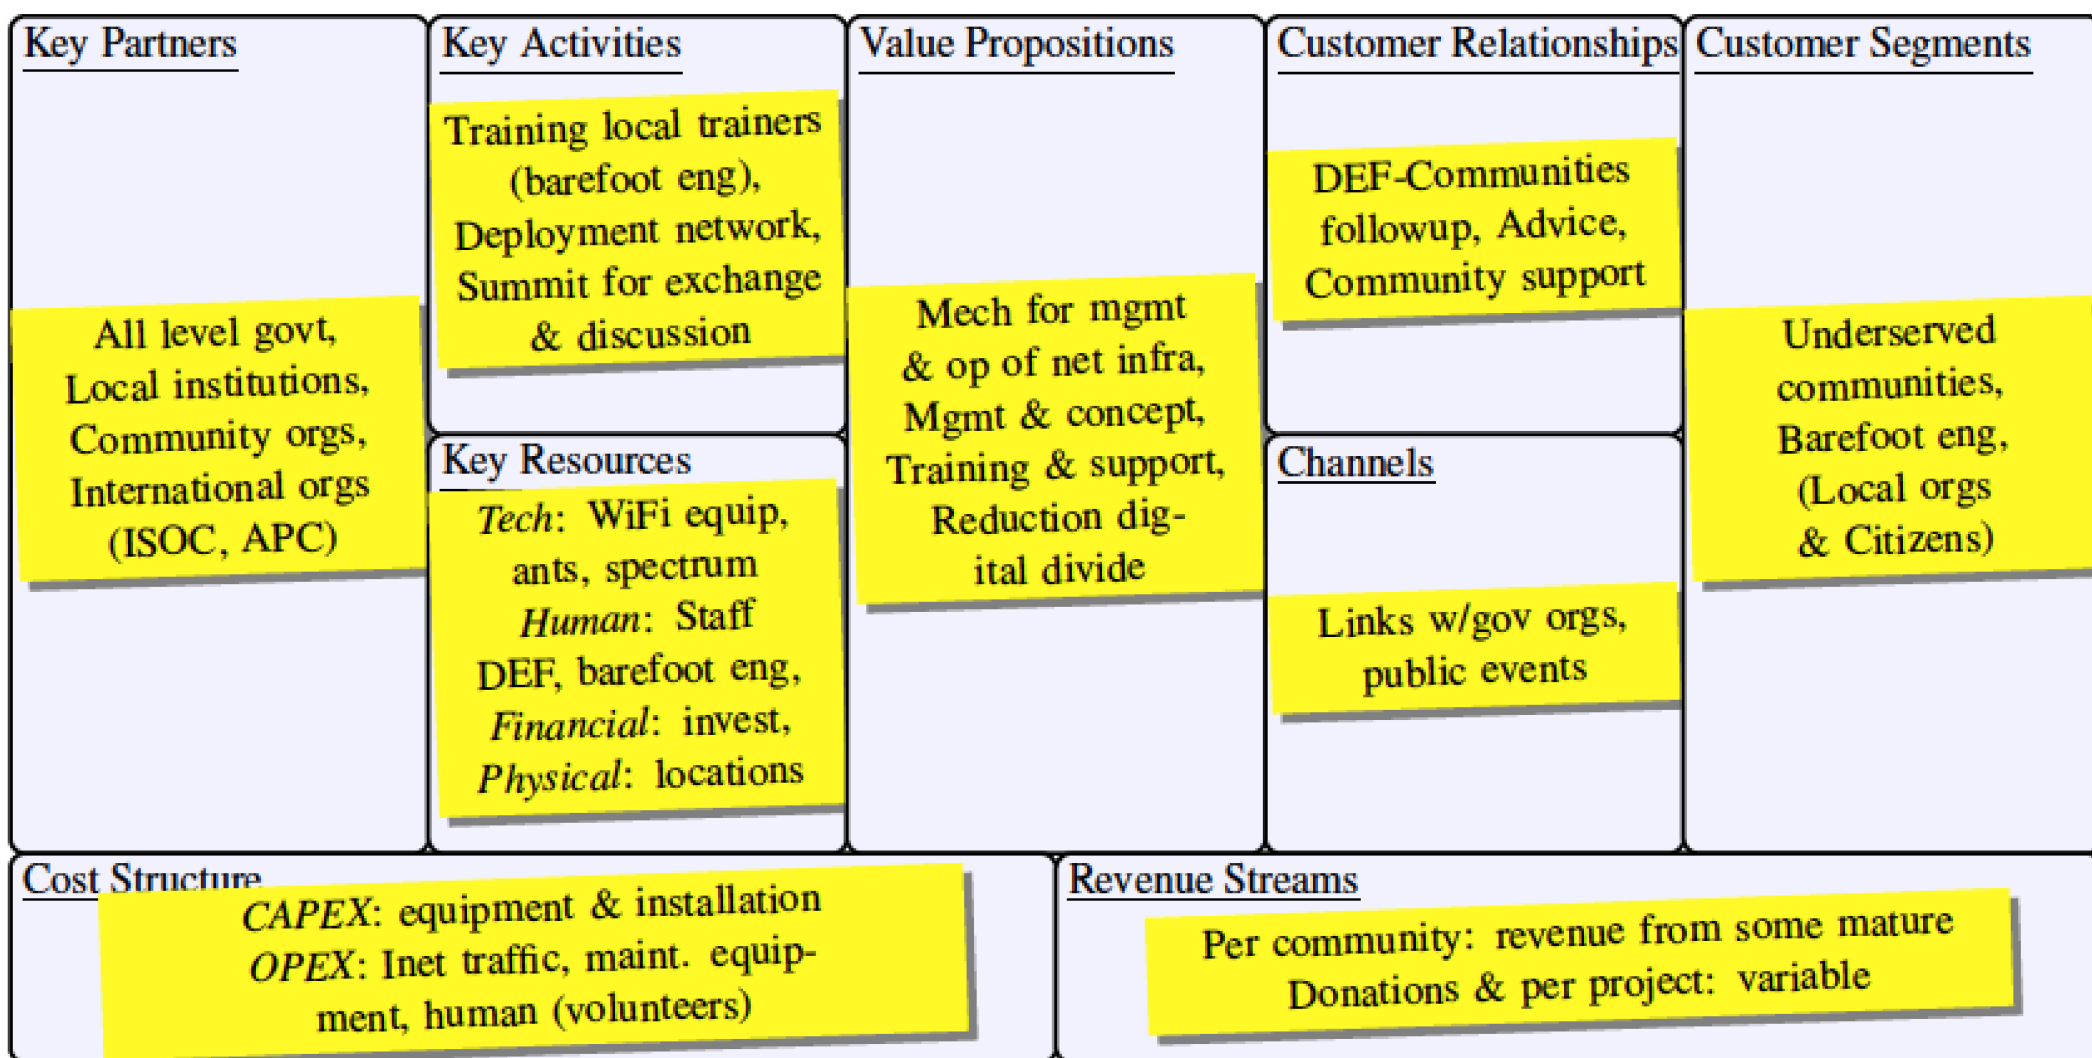 Key Partners
All level govt,
Local institutions,
Community orgs,
International orgs
(ISOC, APC)
Key Activities
Training local trainers
(barefoot eng),
Deployment network,
Summit for exchange
& discussion
Key Resources
Tech: WiFi equip,
ants, spectrum
Human: Staff
DEF, barefoot eng,
Financial: invest,
Physical: locations
Value Propositions
Mech for mgmt
& op of net infra,
Mgmt & concept,
Training & support,
Reduction dig-
ital divide
Customer Relationships
DEF-Communities
followup, Advice,
Community support
Channels
Links w/gov orgs,
public events
Customer Segments
Underserved
communities,
Barefoot eng,
(Local orgs
& Citizens)
Cost Structure
CAPEX: equipment & installation
OPEX: Inet traffic, maint. equip-
ment, human (volunteers)
Revenue Streams
Per community: revenue from some mature
Donations & per project: variable